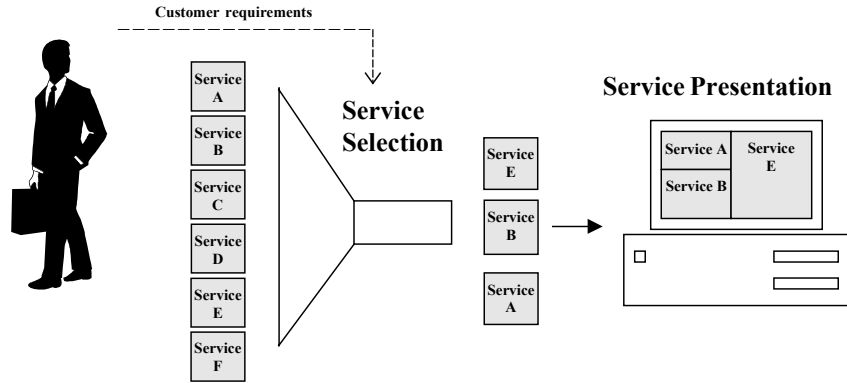 Customer requirements
Service
A
Service
B
Service
C
Service
D
Service
E
Service
F
Service
Selection
Service
E
Service
B
Service
A
Service Presentation
Service A
Service B
Service
E